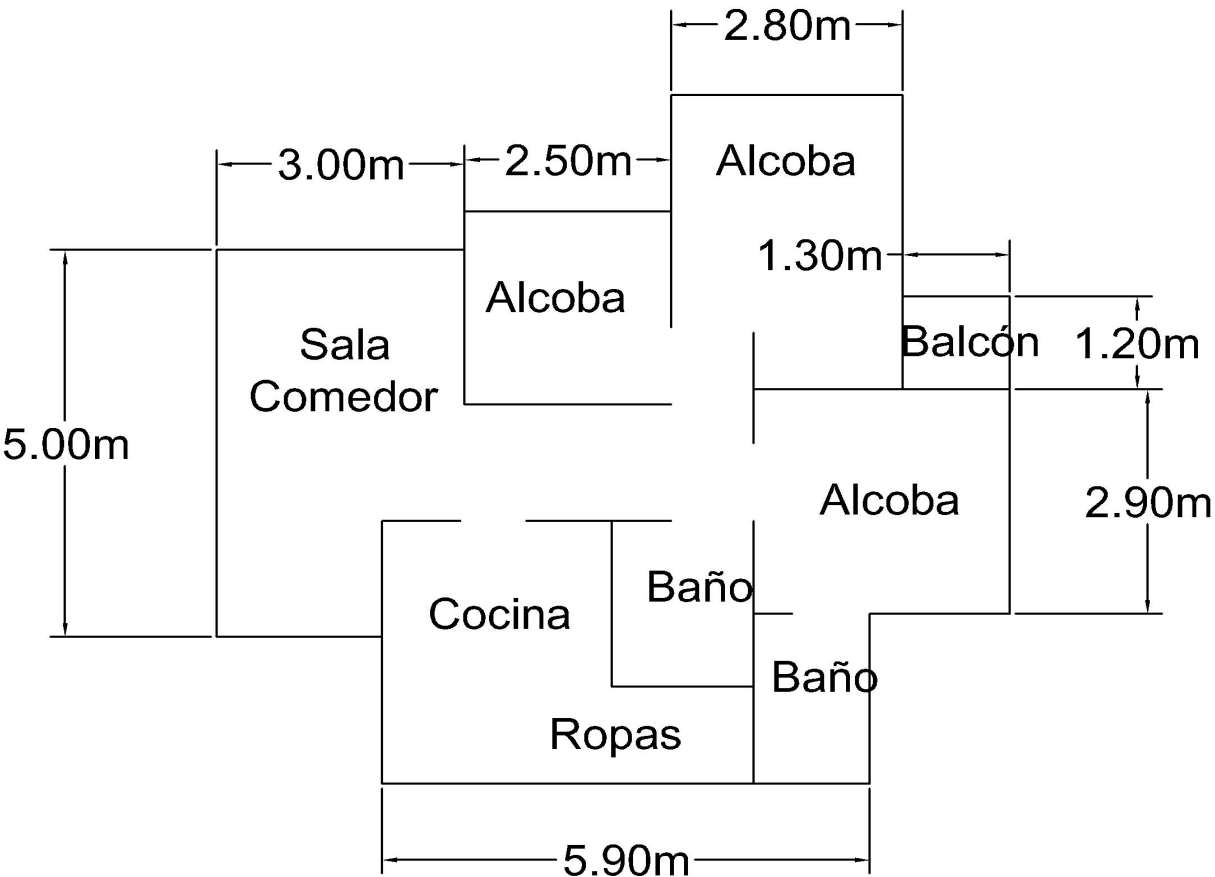 2.80m
3.00m
2.50m
Alcoba
1.30m
Alcoba
Sala
Comedor
Balcón
1.20m
5.00m
Alcoba
2.90m
Baño
Cocina
Baño
Ropas
5.90m